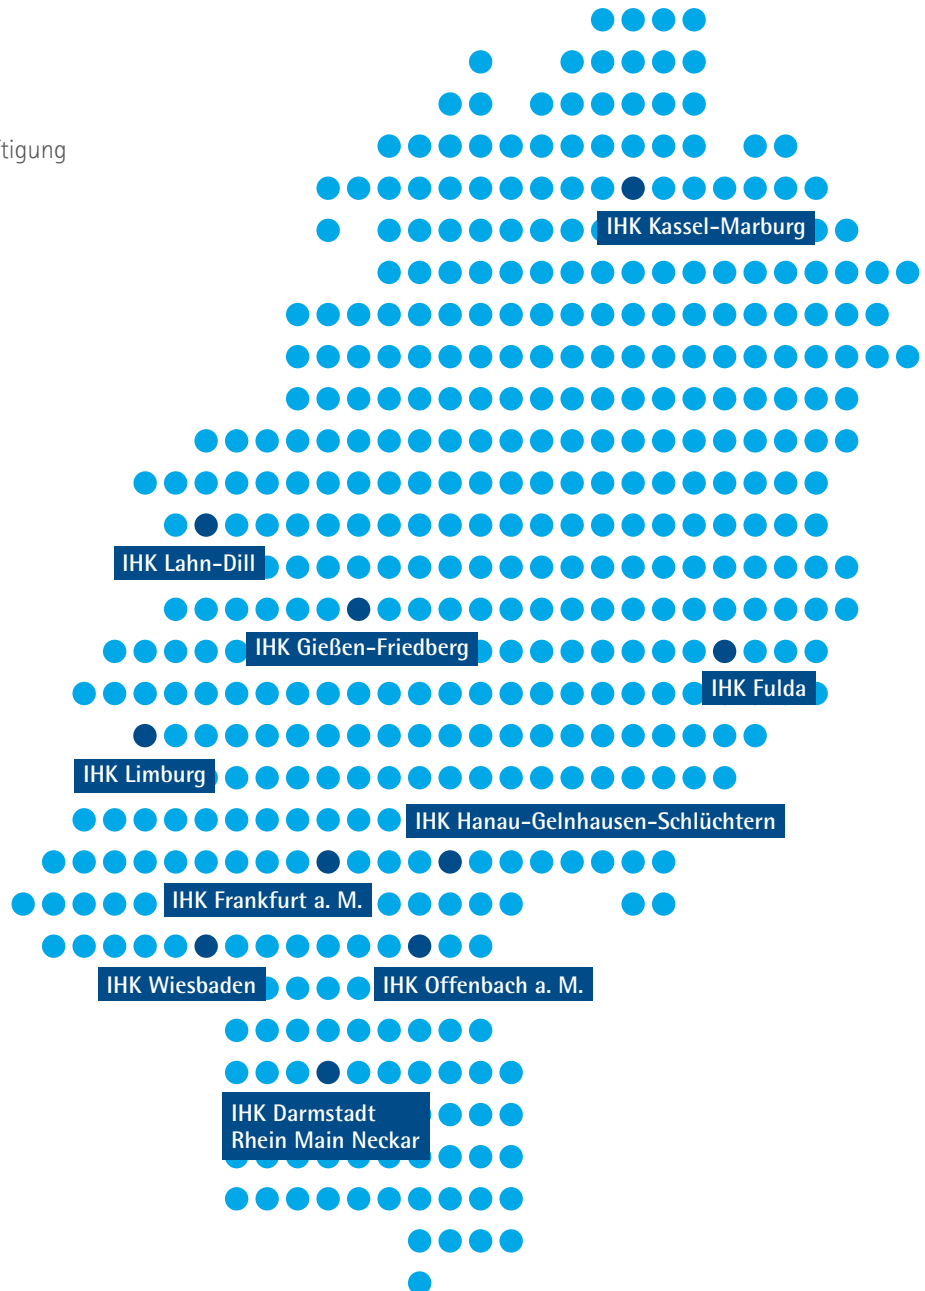 tigung
IHK Kassel-Marburg
IHK Lahn-Dill
IHK Gießen-Friedberg
IHK Fulda
IHK Limburg
IHK Hanau-Gelnhausen-Schlüchtern
IHK Frankfurt a. M.
IHK Wiesbaden
IHK Offenbach a. M.
IHK Darmstadt
Rhein Main Neckar